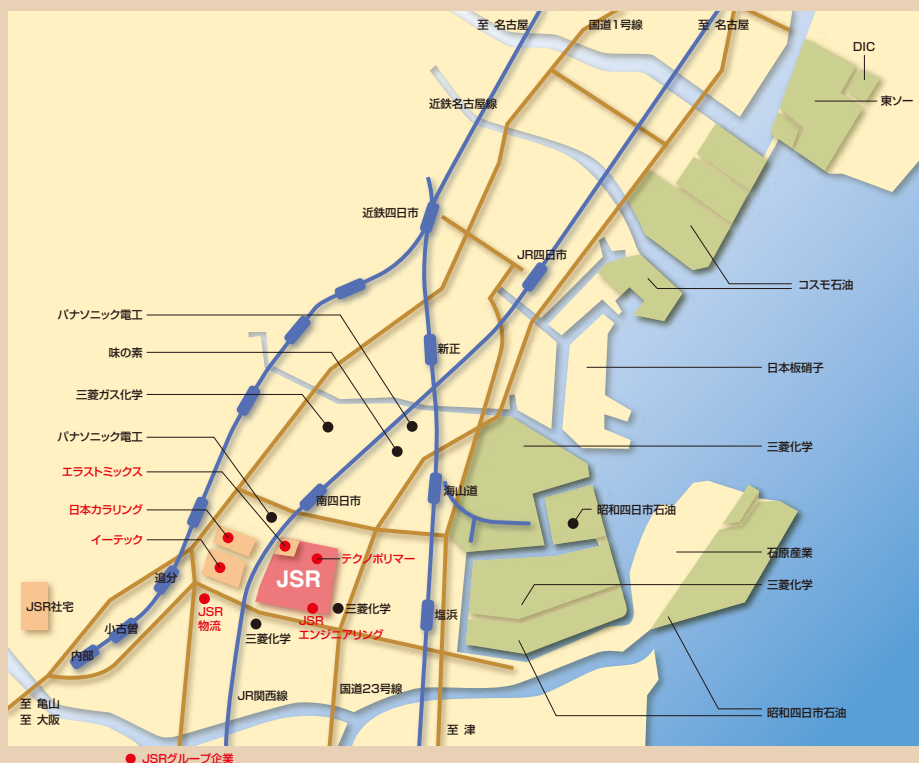 至 名古屋
国道1号線
至 名古屋
DIC
東ソー
近鉄名古屋線
近鉄四日市
JR四日市
コスモ石油
パナソニック電工
味の素
新正
日本板硝子
三菱ガス化学
パナソニック電工
三菱化学
エラストミックス
海山道
南四日市
日本カラリング
昭和四日市石油
イーテック
テクノポリマー
石原産業
追分
JSR
三菱化学
JSR社宅
JSR
物流
三菱化学
JSR
エンジニアリング
塩浜
小古曽
三菱化学
内部
JR関西線
国道23号線
至 亀山
至 大阪
昭和四日市石油
至 津
JSRグループ企業